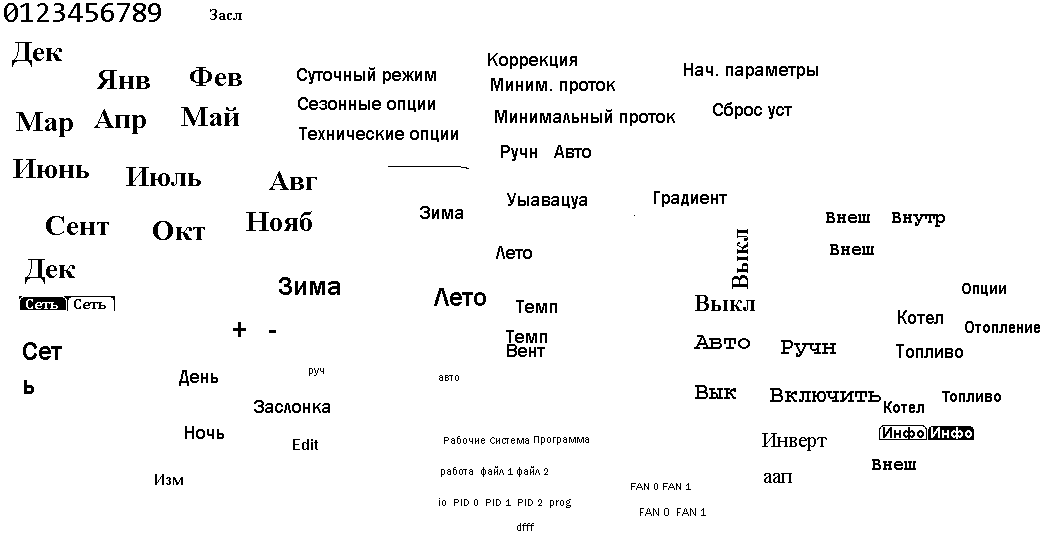 0123456789 Засл
Дек
Янв Фев
Мар Апр Май
Июнь Июль Авг
Сент Окт Нояб
Дек
Сеть Сеть
Сет
ь
+ -
День
Ночь
Изм
Суточный режим
Сезонные опции
Технические опции
Зима
руч
Заслонка
Edit
Коррекция
Миним. проток
Минимальный проток
Ручн Авто
Зима
Уыавацуа
Лето
Лето
Темп
Темп
Вент
авто
Рабочие Система Программа
работа файл 1 файл 2
io PID 0 PID 1 PID 2 prog
dfff
Нач. параметры
Сброс уст
Градиент
Выкл
Выкл
Авто Ручн
Вык Включить
Инверт
аап
FAN 0 FAN 1
FAN 0 FAN 1
Внеш Внутр
Внеш
Опции
Котел Отопление
Топливо
Котел Топливо
Инфо Инфо
Внеш